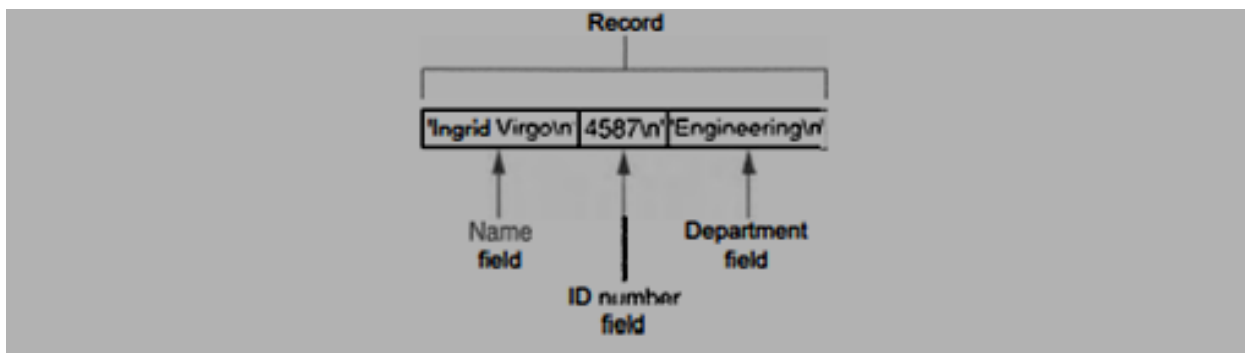 Record
'Ingrid Virgo\n' 4587\n' 'Engineering\n'
Name
field
ID number
field
Department
field